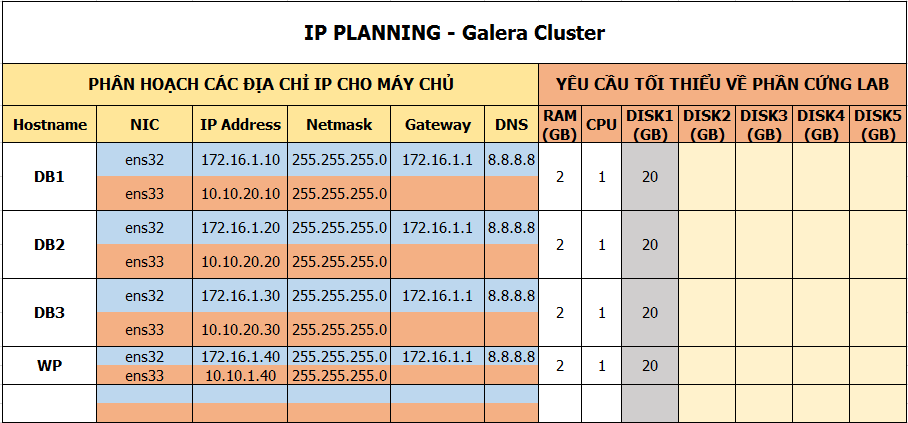 IP PLANNING - Galera Cluster
PHÂN HOẠCH CÁC ĐỊA CHỈ IP CHO MÁY CHỦ YÊU CẦU TỐI THIỂU VỀ PHẦN CỨNG LAB
Hostname NIC IP Address Netmask Gateway DNS RAM (GB) CPU DISK1 (GB) DISK2 (GB) DISK3 (GB) DISK4 (GB) DISK5 (GB)
DB1 ens32 172.16.1.10 255.255.255.0 172.16.1.1 8.8.8.8 2 1 20
ens33 10.10.20.10 255.255.255.0
DB2 ens32 172.16.1.20 255.255.255.0 172.16.1.1 8.8.8.8 2 1 20
ens33 10.10.20.20 255.255.255.0
DB3 ens32 172.16.1.30 255.255.255.0 172.16.1.1 8.8.8.8 2 1 20
ens33 10.10.20.30 255.255.255.0
WP ens32 172.16.1.40 255.255.255.0 172.16.1.1 8.8.8.8 2 1 20
ens33 10.10.1.40 255.255.255.0